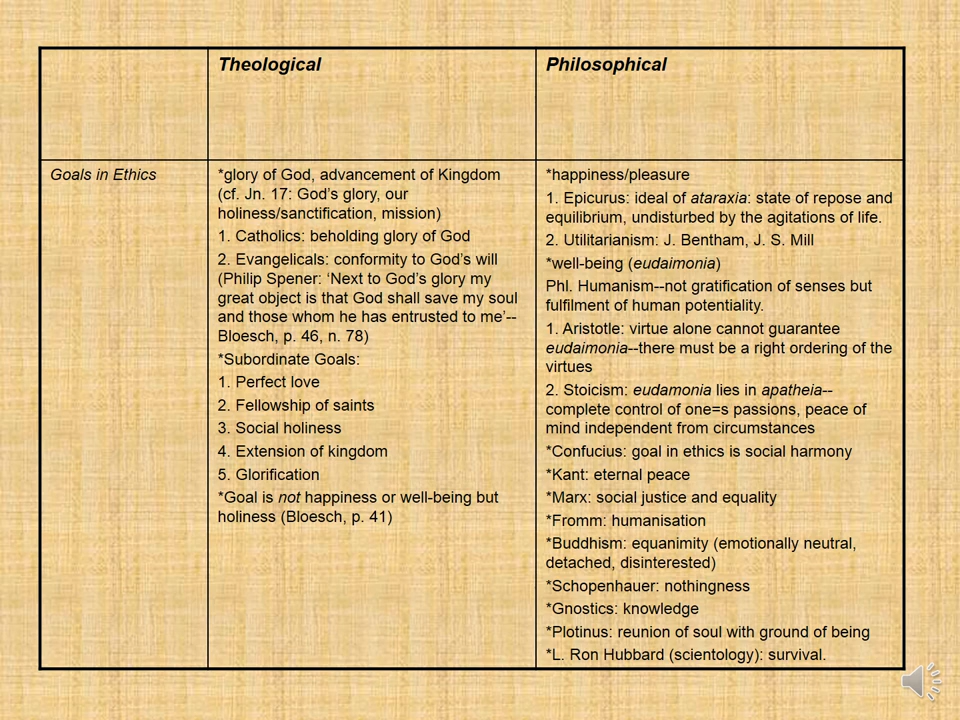 Theological
Philosophical
Goals in Ethics
*glory of God, advancement of Kingdom
(cf. Jn. 17: God’s glory, our
holiness/sanctification, mission)
1. Catholics: beholding glory of God
2. Evangelicals: conformity to God’s will
(Philip Spener: ‘Next to God’s glory my
great object is that God shall save my soul
and those whom he has entrusted to me’--
Bloesch, p. 46, n. 78)
*Subordinate Goals:
1. Perfect love
2. Fellowship of saints
3. Social holiness
4. Extension of kingdom
5. Glorification
*Goal is not happiness or well-being but
holiness (Bloesch, p. 41)
*happiness/pleasure
1. Epicurus: ideal of ataraxia: state of repose and
equilibrium, undisturbed by the agitations of life.
2. Utilitarianism: J. Bentham, J. S. Mill
*well-being (eudaimonia)
Phl. Humanism--not gratification of senses but
fulfilment of human potentiality.
1. Aristotle: virtue alone cannot guarantee
eudaimonia--there must be a right ordering of the
virtues
2. Stoicism: eudamonia lies in apatheia--
complete control of one=s passions, peace of
mind independent from circumstances
*Confucius: goal in ethics is social harmony
*Kant: eternal peace
*Marx: social justice and equality
*Fromm: humanisation
*Buddhism: equanimity (emotionally neutral,
detached, disinterested)
*Schopenhauer: nothingness
*Gnostics: knowledge
*Plotinus: reunion of soul with ground of being
*L. Ron Hubbard (scientology): survival.